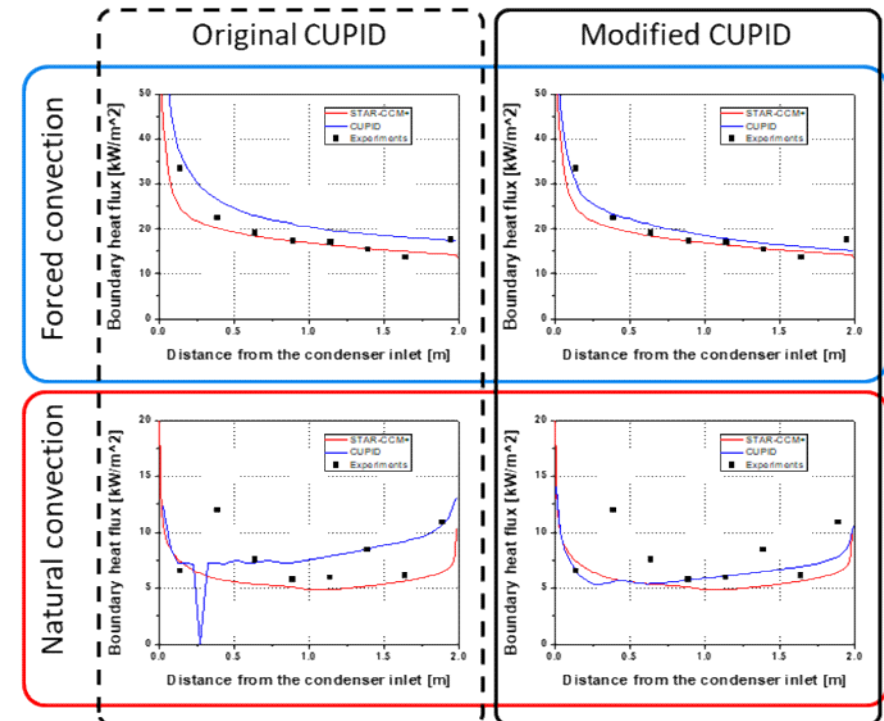 Original CUPID
Modified CUPID
Forced convection
Boundary heat flux [kW/m^2]
50
40
30
20
10
0
STAR-CCM+
CUPID
Experiments
0.0 0.5 1.0 1.5 2.0
Distance from the condenser inlet [m]
Boundary heat flux [kW/m^2]
50
40
30
20
10
0
STAR-CCM+
CUPID
Experiments
0.0 0.5 1.0 1.5 2.0
Distance from the condenser inlet [m]
Natural convection
Boundary heat flux [kW/m^2]
20
15
10
5
0
STAR-CCM+
CUPID
Experiments
0.0 0.5 1.0 1.5 2.0
Distance from the condenser inlet [m]
Boundary heat flux [kW/m^2]
20
15
10
5
0
STAR-CCM+
CUPID
Experiments
0.0 0.5 1.0 1.5 2.0
Distance from the condenser inlet [m]